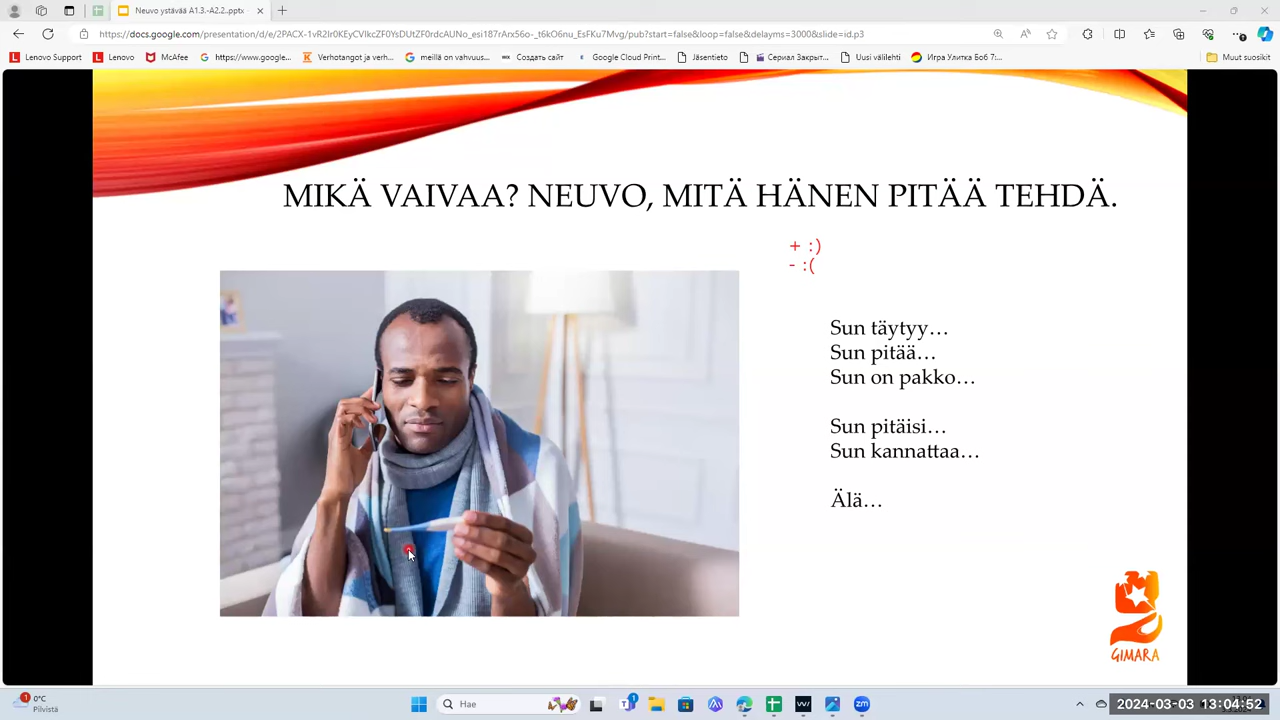 Neuvo ystävää A1.3.-A2.2..pptx
https://docs.google.com/presentation/d/e/2PACX-1vR2Ir0KEyCVIkcZF0YsDUtZF0rdcAUNo_esi187rArx56o-_t6kO6nu_EsFKu7Mvg/pub?start=false&loop=false&delayms=3000&slide=id.p3
Lenovo Support
Lenovo
McAfee
https://www.google...
Verhotangot ja verh...
meillä on vahvuus...
Создать сайт
Google Cloud Print...
Jäsentieto
Сериал Закрыт...
Uusi välilehti
Игра Улитка Боб 7:...
Muut suosikit
MIKÄ VAIVAA? NEUVO, MITÄ HÄNEN PITÄÄ TEHDÄ.
+ :)
- :(
Sun täytyy…
Sun pitää…
Sun on pakko…
Sun pitäisi…
Sun kannattaa…
Älä…
GIMARA
0°C
Pilvistä
Hae
2024-03-03 13:04:52